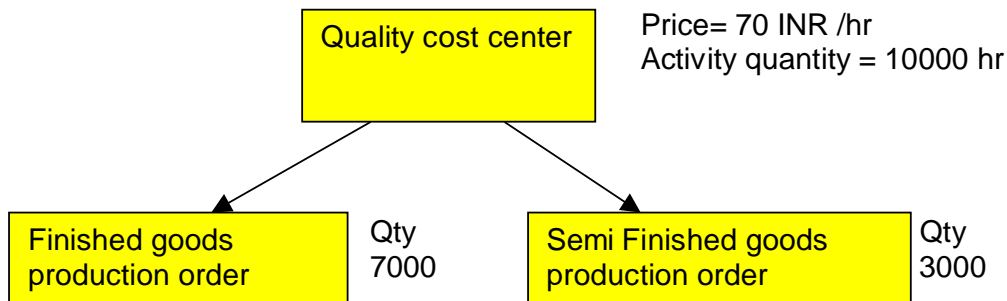 Quality cost center
Price= 70 INR /hr
Activity quantity = 10000 hr
Finished goods
production order
Qty
7000
Semi Finished goods
production order
Qty
3000